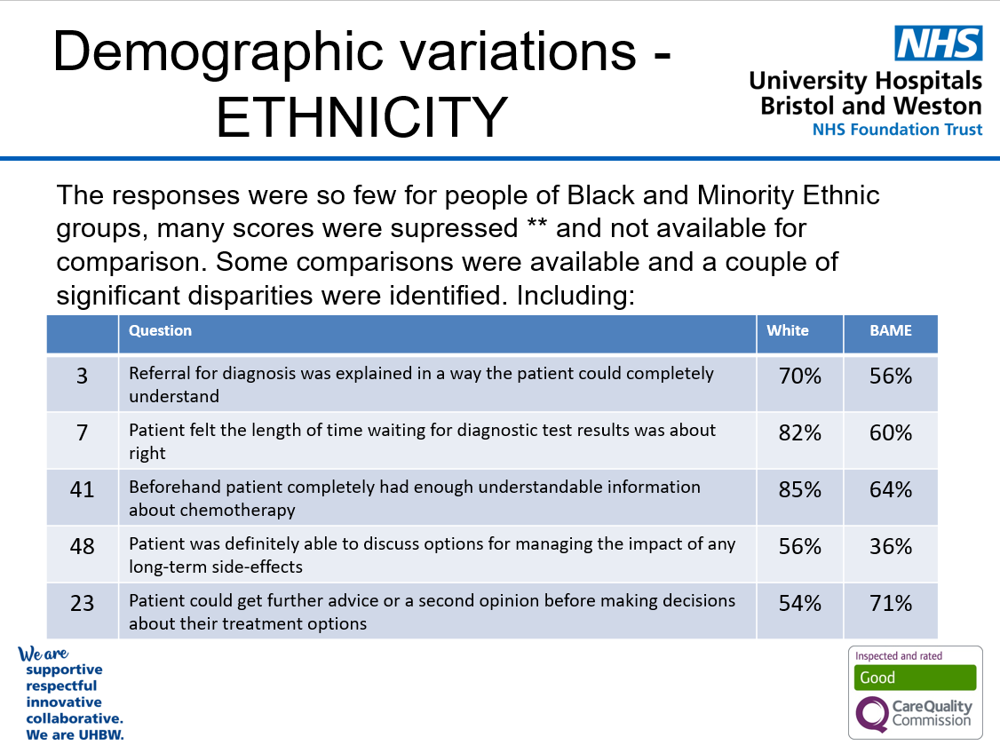 Demographic variations -
ETHNICITY
NHS
University Hospitals
Bristol and Weston
NHS Foundation Trust
The responses were so few for people of Black and Minority Ethnic
groups, many scores were supressed ** and not available for
comparison. Some comparisons were available and a couple of
significant disparities were identified. Including:
Question White BAME
3 Referral for diagnosis was explained in a way the patient could completely 70% 56%
understand
7 Patient felt the length of time waiting for diagnostic test results was about 82% 60%
right
41 Beforehand patient completely had enough understandable information 85% 64%
about chemotherapy
48 Patient was definitely able to discuss options for managing the impact of any 56% 36%
long-term side-effects
23 Patient could get further advice or a second opinion before making decisions 54% 71%
about their treatment options
We are
supportive
respectful
innovative
collaborative.
We are UHBW.
Inspected and rated
Good
CareQuality
Commission